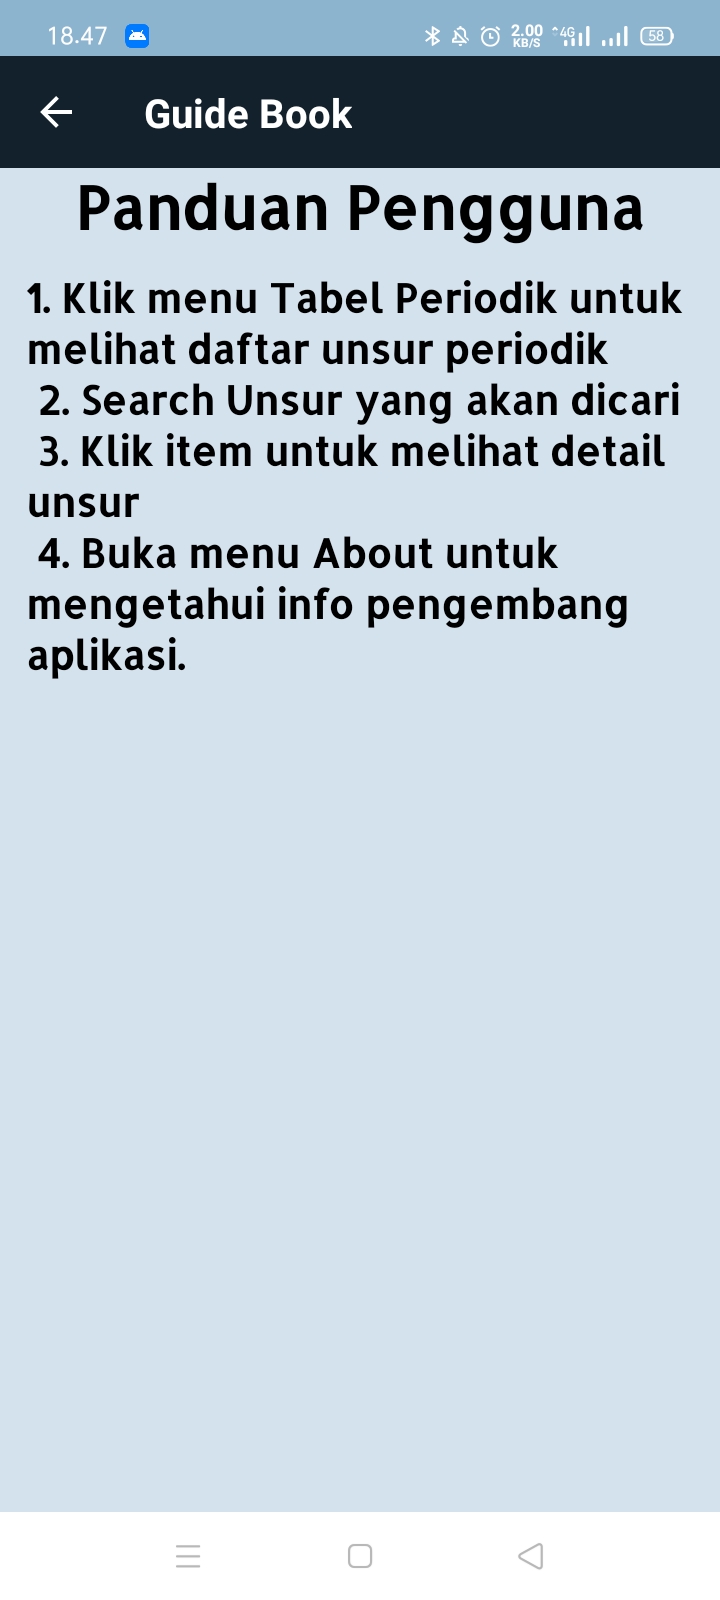 18.47
2.00
KB/S
4G
58
Guide Book
Panduan Pengguna
1. Klik menu Tabel Periodik untuk
melihat daftar unsur periodik
2. Search Unsur yang akan dicari
3. Klik item untuk melihat detail
unsur
4. Buka menu About untuk
mengetahui info pengembang
aplikasi.